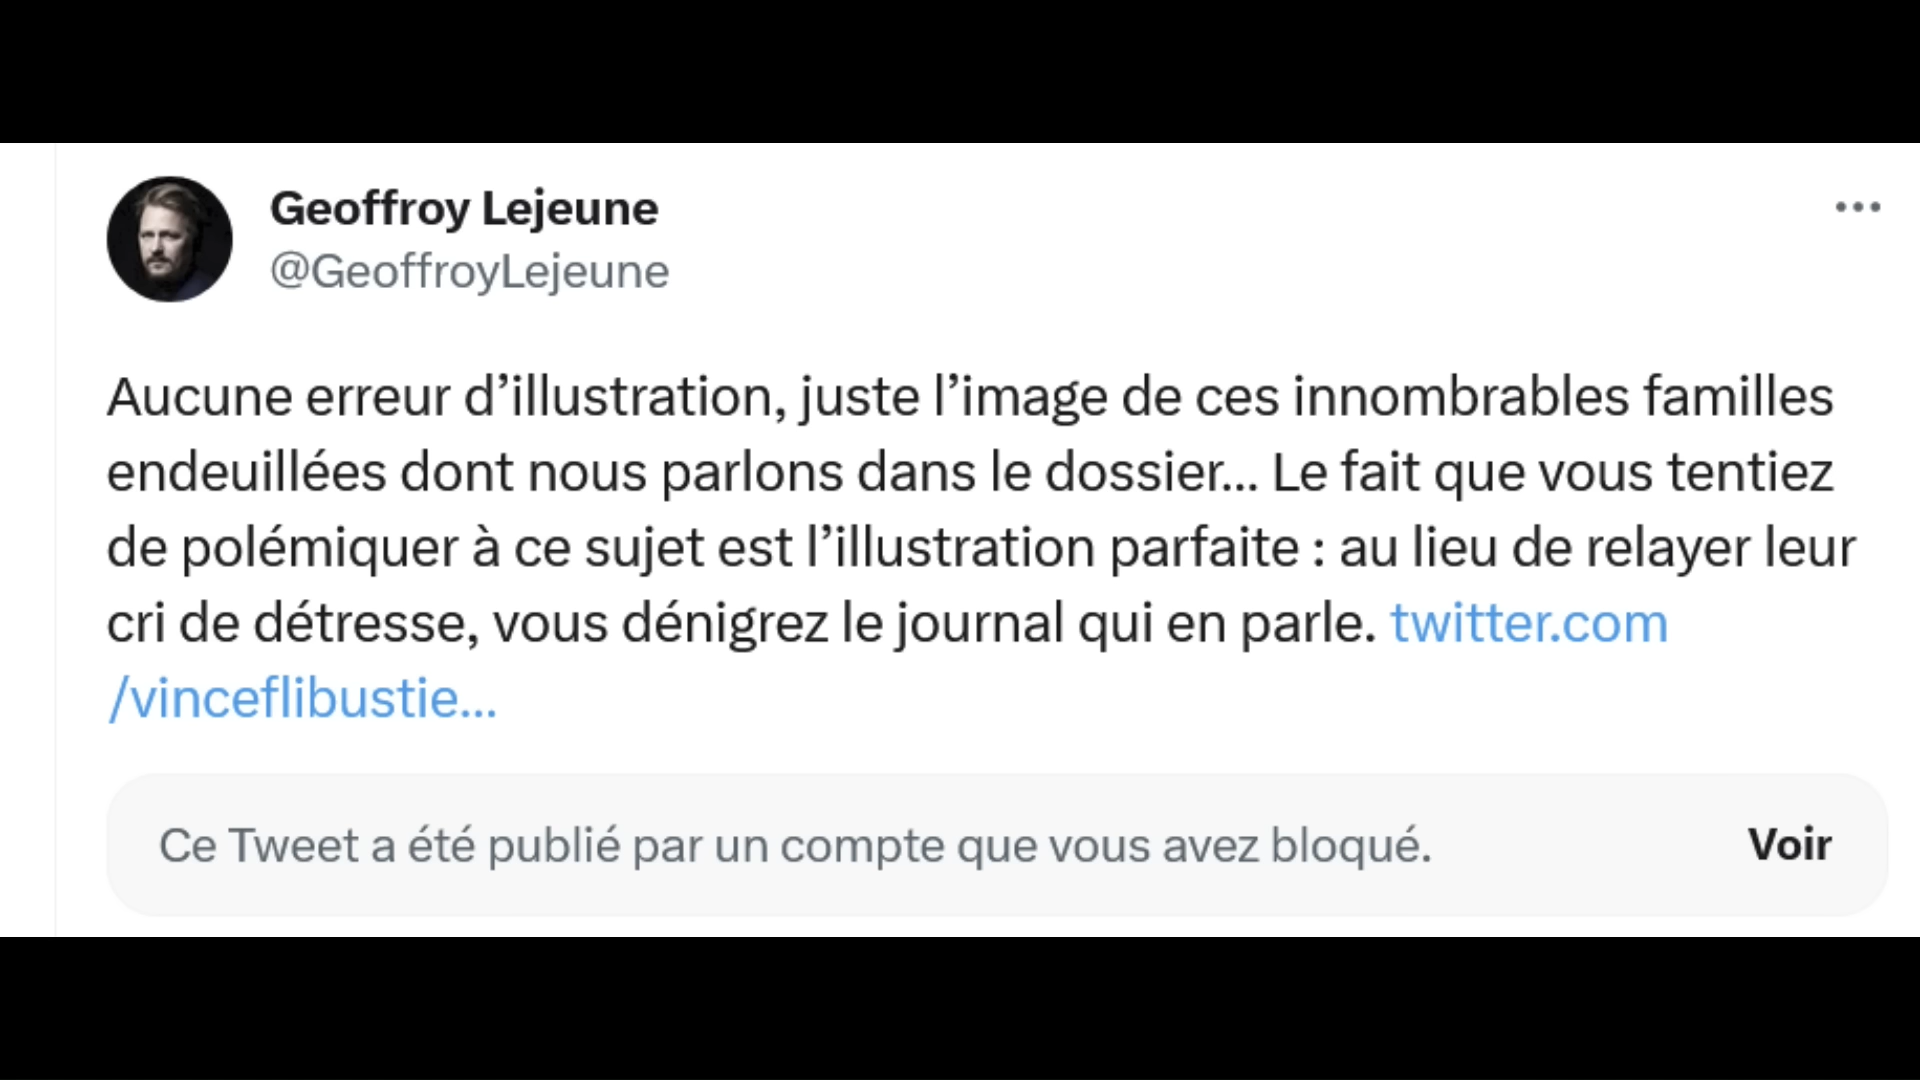 Geoffroy Lejeune
@GeoffroyLejeune
Aucune erreur d’illustration, juste l’image de ces innombrables familles
endeuillées dont nous parlons dans le dossier... Le fait que vous tentiez
de polémiquer à ce sujet est l’illustration parfaite : au lieu de relayer leur
cri de détresse, vous dénigrez le journal qui en parle. twitter.com
/vinceflibustie...
Ce Tweet a été publié par un compte que vous avez bloqué. Voir